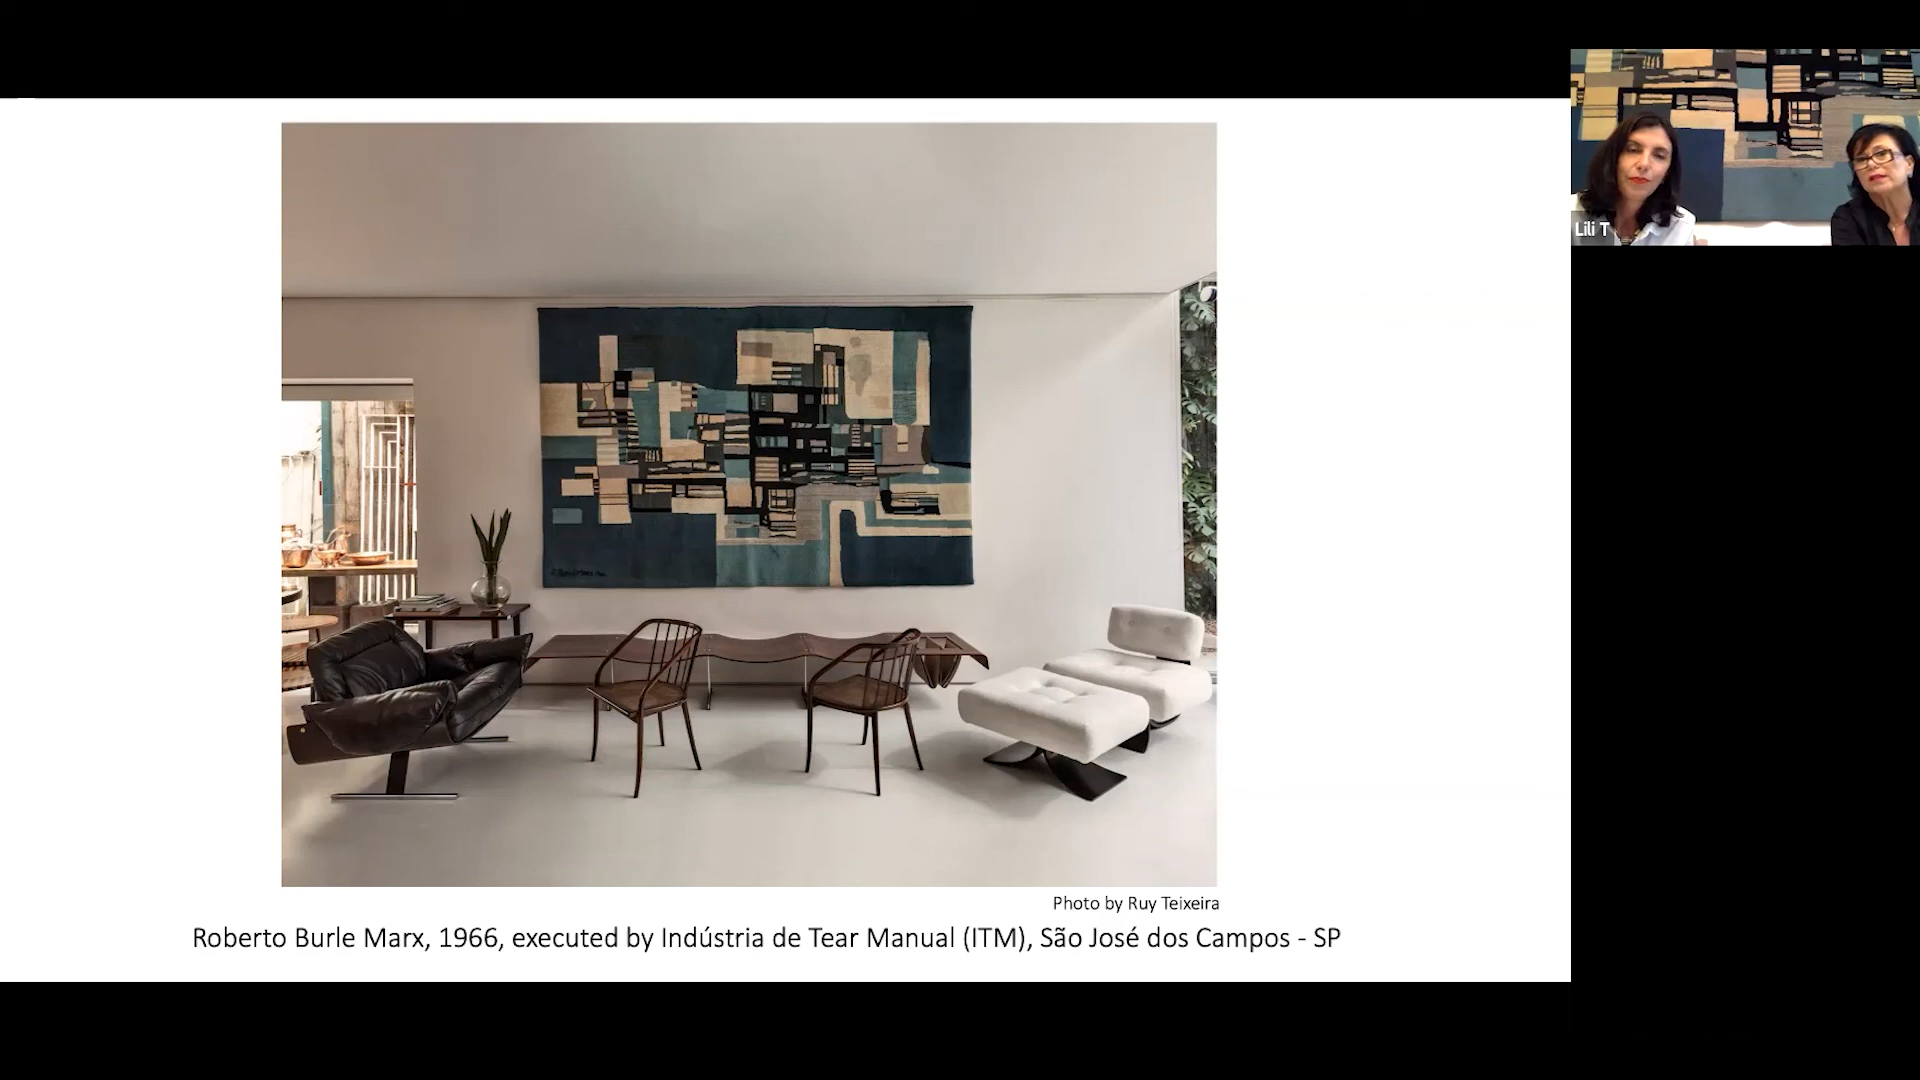 Lili T
Photo by Ruy Teixeira
Roberto Burle Marx, 1966, executed by Indústria de Tear Manual (ITM), São José dos Campos - SP